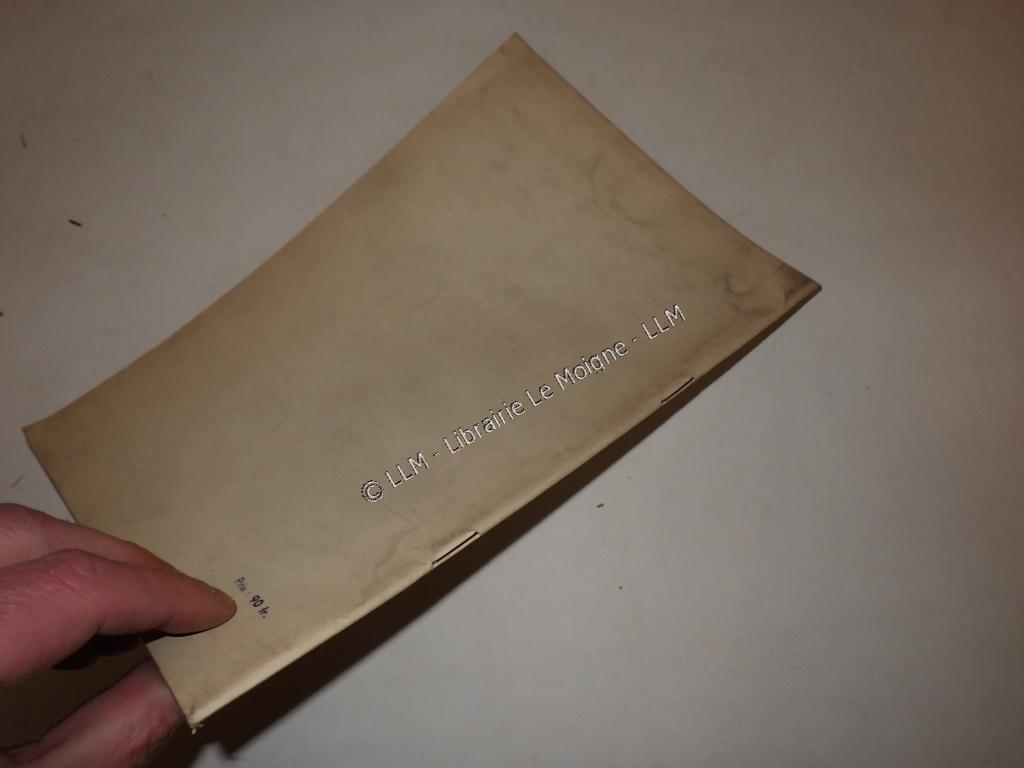 © LLM - Librairie Le Moigne - LLM
Prix : 90 fr.